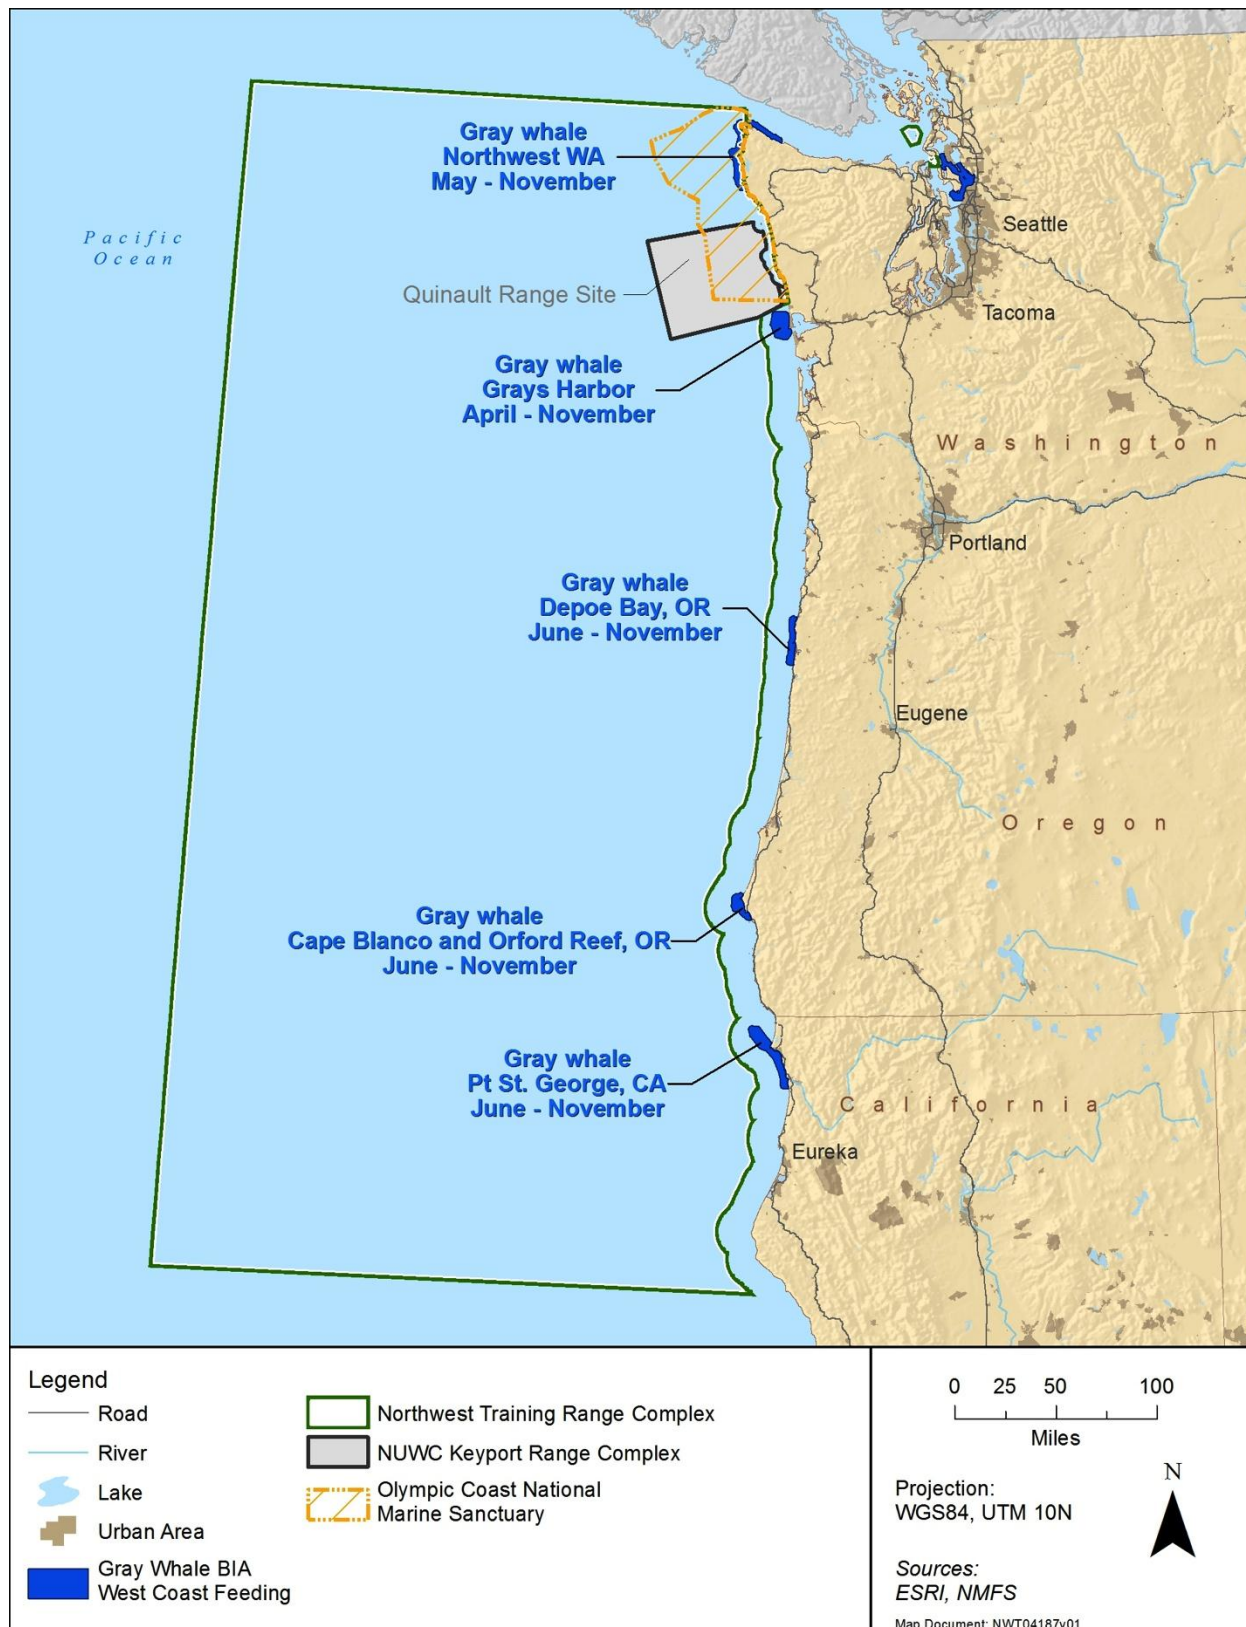 Gray whale
Northwest WA
May - November
Pacific
Ocean
Seattle
Quinault Range Site
Tacoma
Gray whale
Grays Harbor
April - November
Washington
Portland
Gray whale
Depoe Bay, OR
June - November
Eugene
Oregon
Gray whale
Cape Blanco and Orford Reef, OR
June - November
Gray whale
Pt St. George, CA
June - November
California
Eureka
Legend
Road
River
Lake
Urban Area
Gray Whale BIA
West Coast Feeding
Northwest Training Range Complex
NUWC Keyport Range Complex
Olympic Coast National
Marine Sanctuary
0 25 50 100
Miles
N
Projection:
WGS84, UTM 10N
Sources:
ESRI, NMFS
Map Document: NWT04187v01